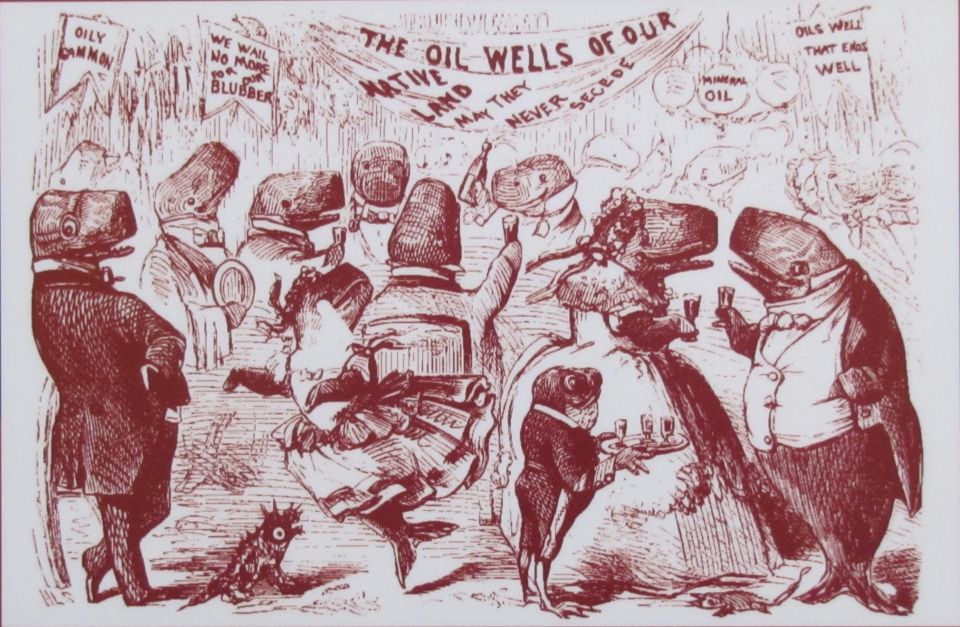 OILY
GAMMON
WE WAIL
NO MORE
FOR OUR
BLUBBER
THE OIL WELLS OF OUR
NATIVE
LAND
MAY THEY
NEVER SECEDE
MINERAL
OIL
OILS WELL
THAT ENDS
WELL